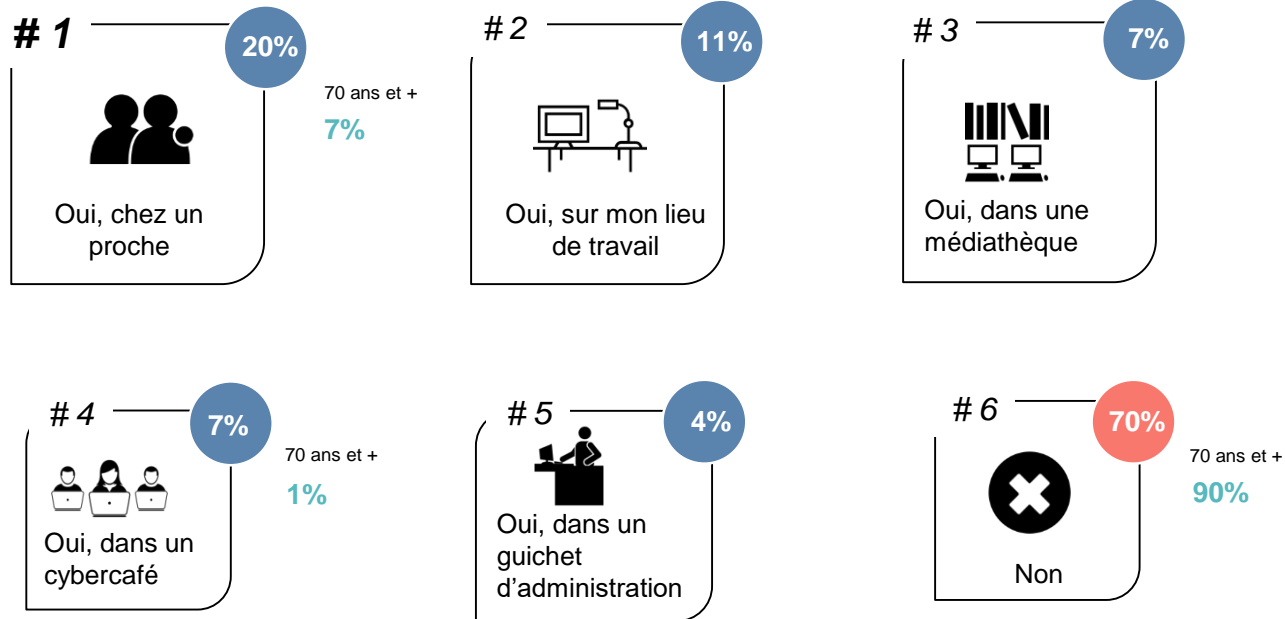 # 1
20%
70 ans et +
7%
Oui, chez un
proche
# 2
11%
Oui, sur mon lieu
de travail
# 3
7%
Oui, dans une
médiathèque
# 4
7%
70 ans et +
1%
Oui, dans un
cybercafé
# 5
4%
Oui, dans un
guichet
d’administration
# 6
70%
70 ans et +
90%
Non